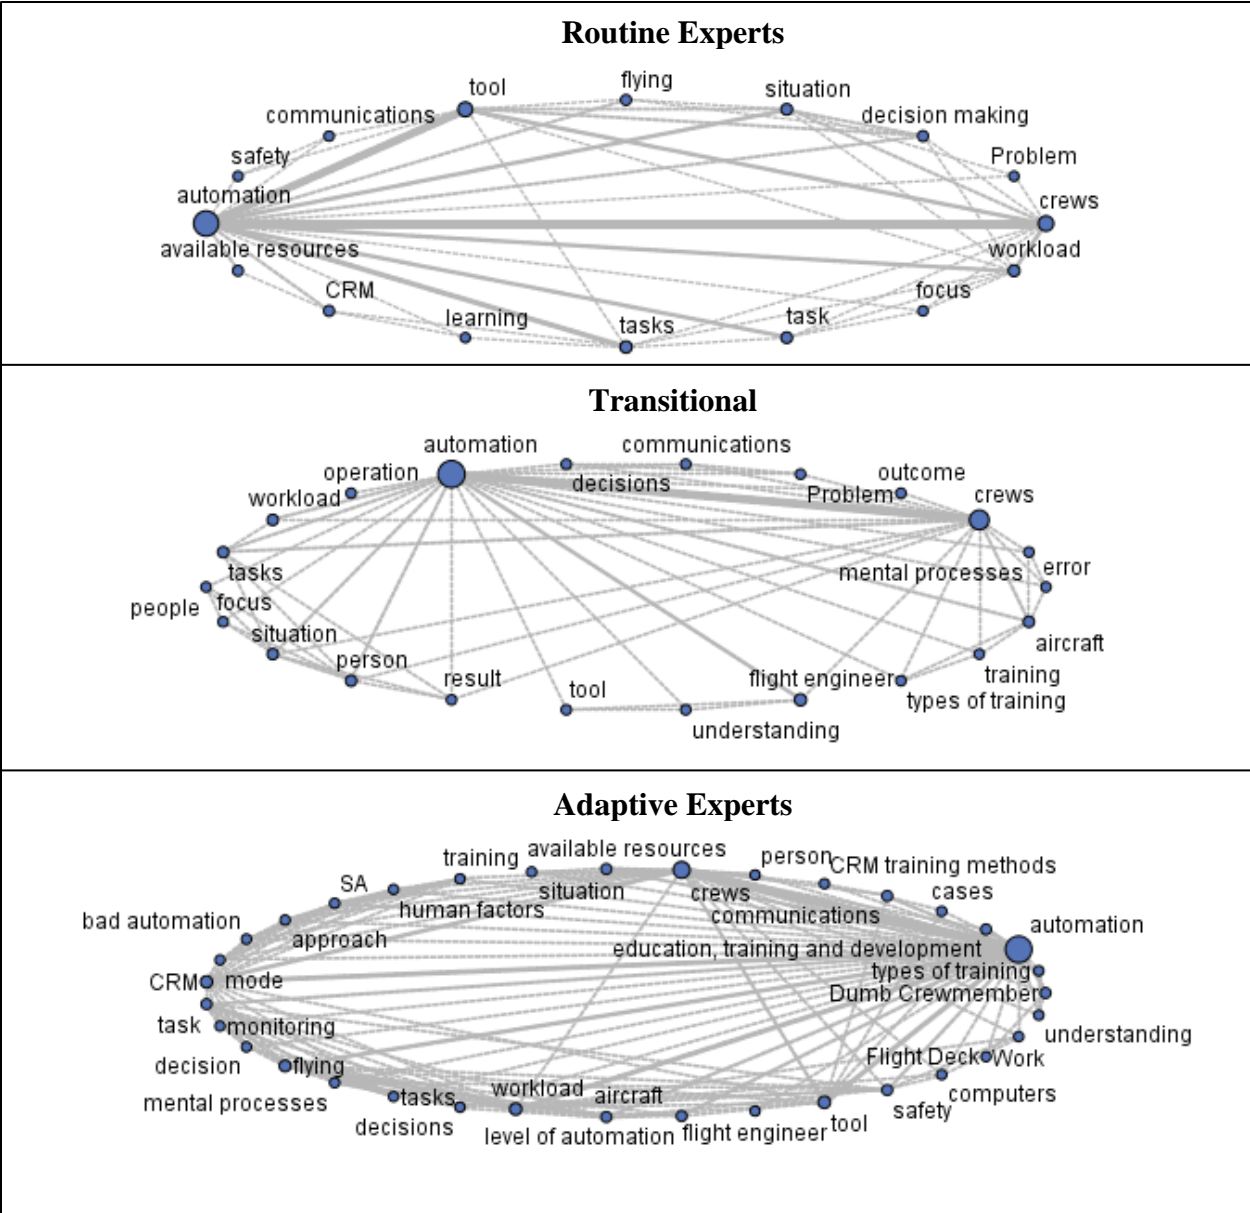 Routine Experts
tool
flying
situation
communications
decision making
safety
Problem
automation
crews
available resources
workload
CRM
focus
learning
tasks
task
Transitional
automation
communications
operation
decisions
outcome
workload
Problem
crews
tasks
mental processes
error
people
focus
situation
aircraft
person
result
flight engineer
training
tool
types of training
understanding
Adaptive Experts
training
available resources
person
CRM training methods
SA
situation
crews
cases
human factors
communications
bad automation
approach
automation
education, training and development
types of training
CRM
mode
Dumb Crewmember
task
monitoring
understanding
decision
flying
Flight Deck
Work
mental processes
tasks
workload
aircraft
computers
decisions
level of automation
flight engineer
tool
safety